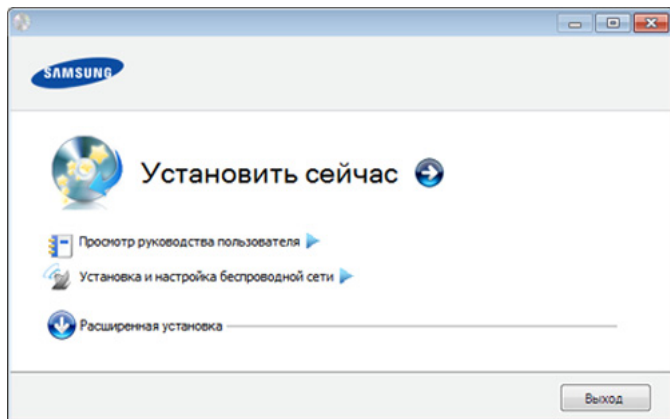 SAMSUNG
Установить сейчас
Просмотр руководства пользователя
Установка и настройка беспроводной сети
Расширенная установка
Выход